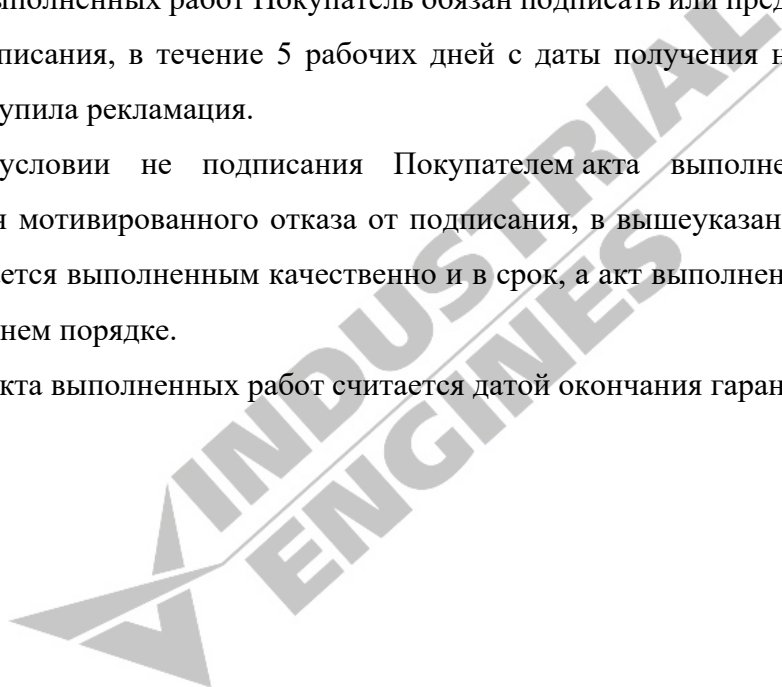 полненных работ Покупатель обязан подписать или пред
писания, в течение 5 рабочих дней с даты получения н
упила рекламация.
условии не подписания Покупателем акта выполне
мотивированного отказа от подписания, в вышеуказан
ется выполненным качественно и в срок, а акт выполнен
нем порядке.
кта выполненных работ считается датой окончания гаран
INDUSTRIAL
ENGINES